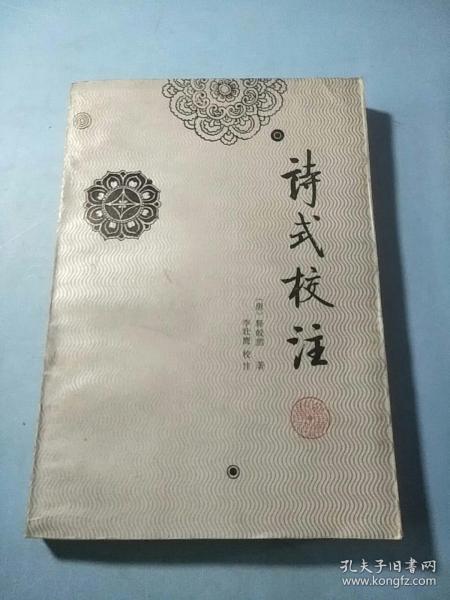 诗式校注
〔唐〕释皎然 著
李壮鹰 校注
孔夫子旧书网
www.kongfz.com